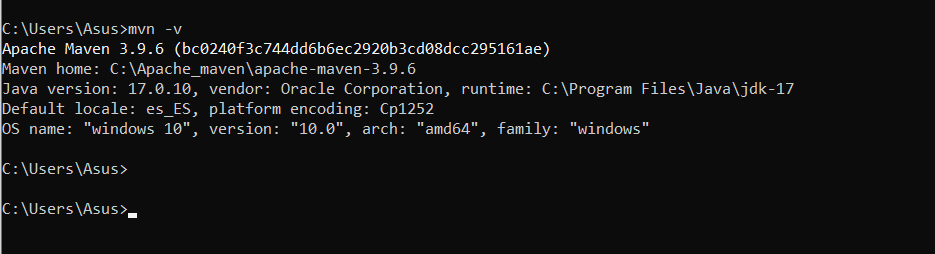 C:\Users\Asus>mvn -v
Apache Maven 3.9.6 (bc0240f3c744dd6b6ec2920b3cd08dcc295161ae)
Maven home: C:\Apache_maven\apache-maven-3.9.6
Java version: 17.0.10, vendor: Oracle Corporation, runtime: C:\Program Files\Java\jdk-17
Default locale: es_ES, platform encoding: Cp1252
OS name: "windows 10", version: "10.0", arch: "amd64", family: "windows"
C:\Users\Asus>
C:\Users\Asus>